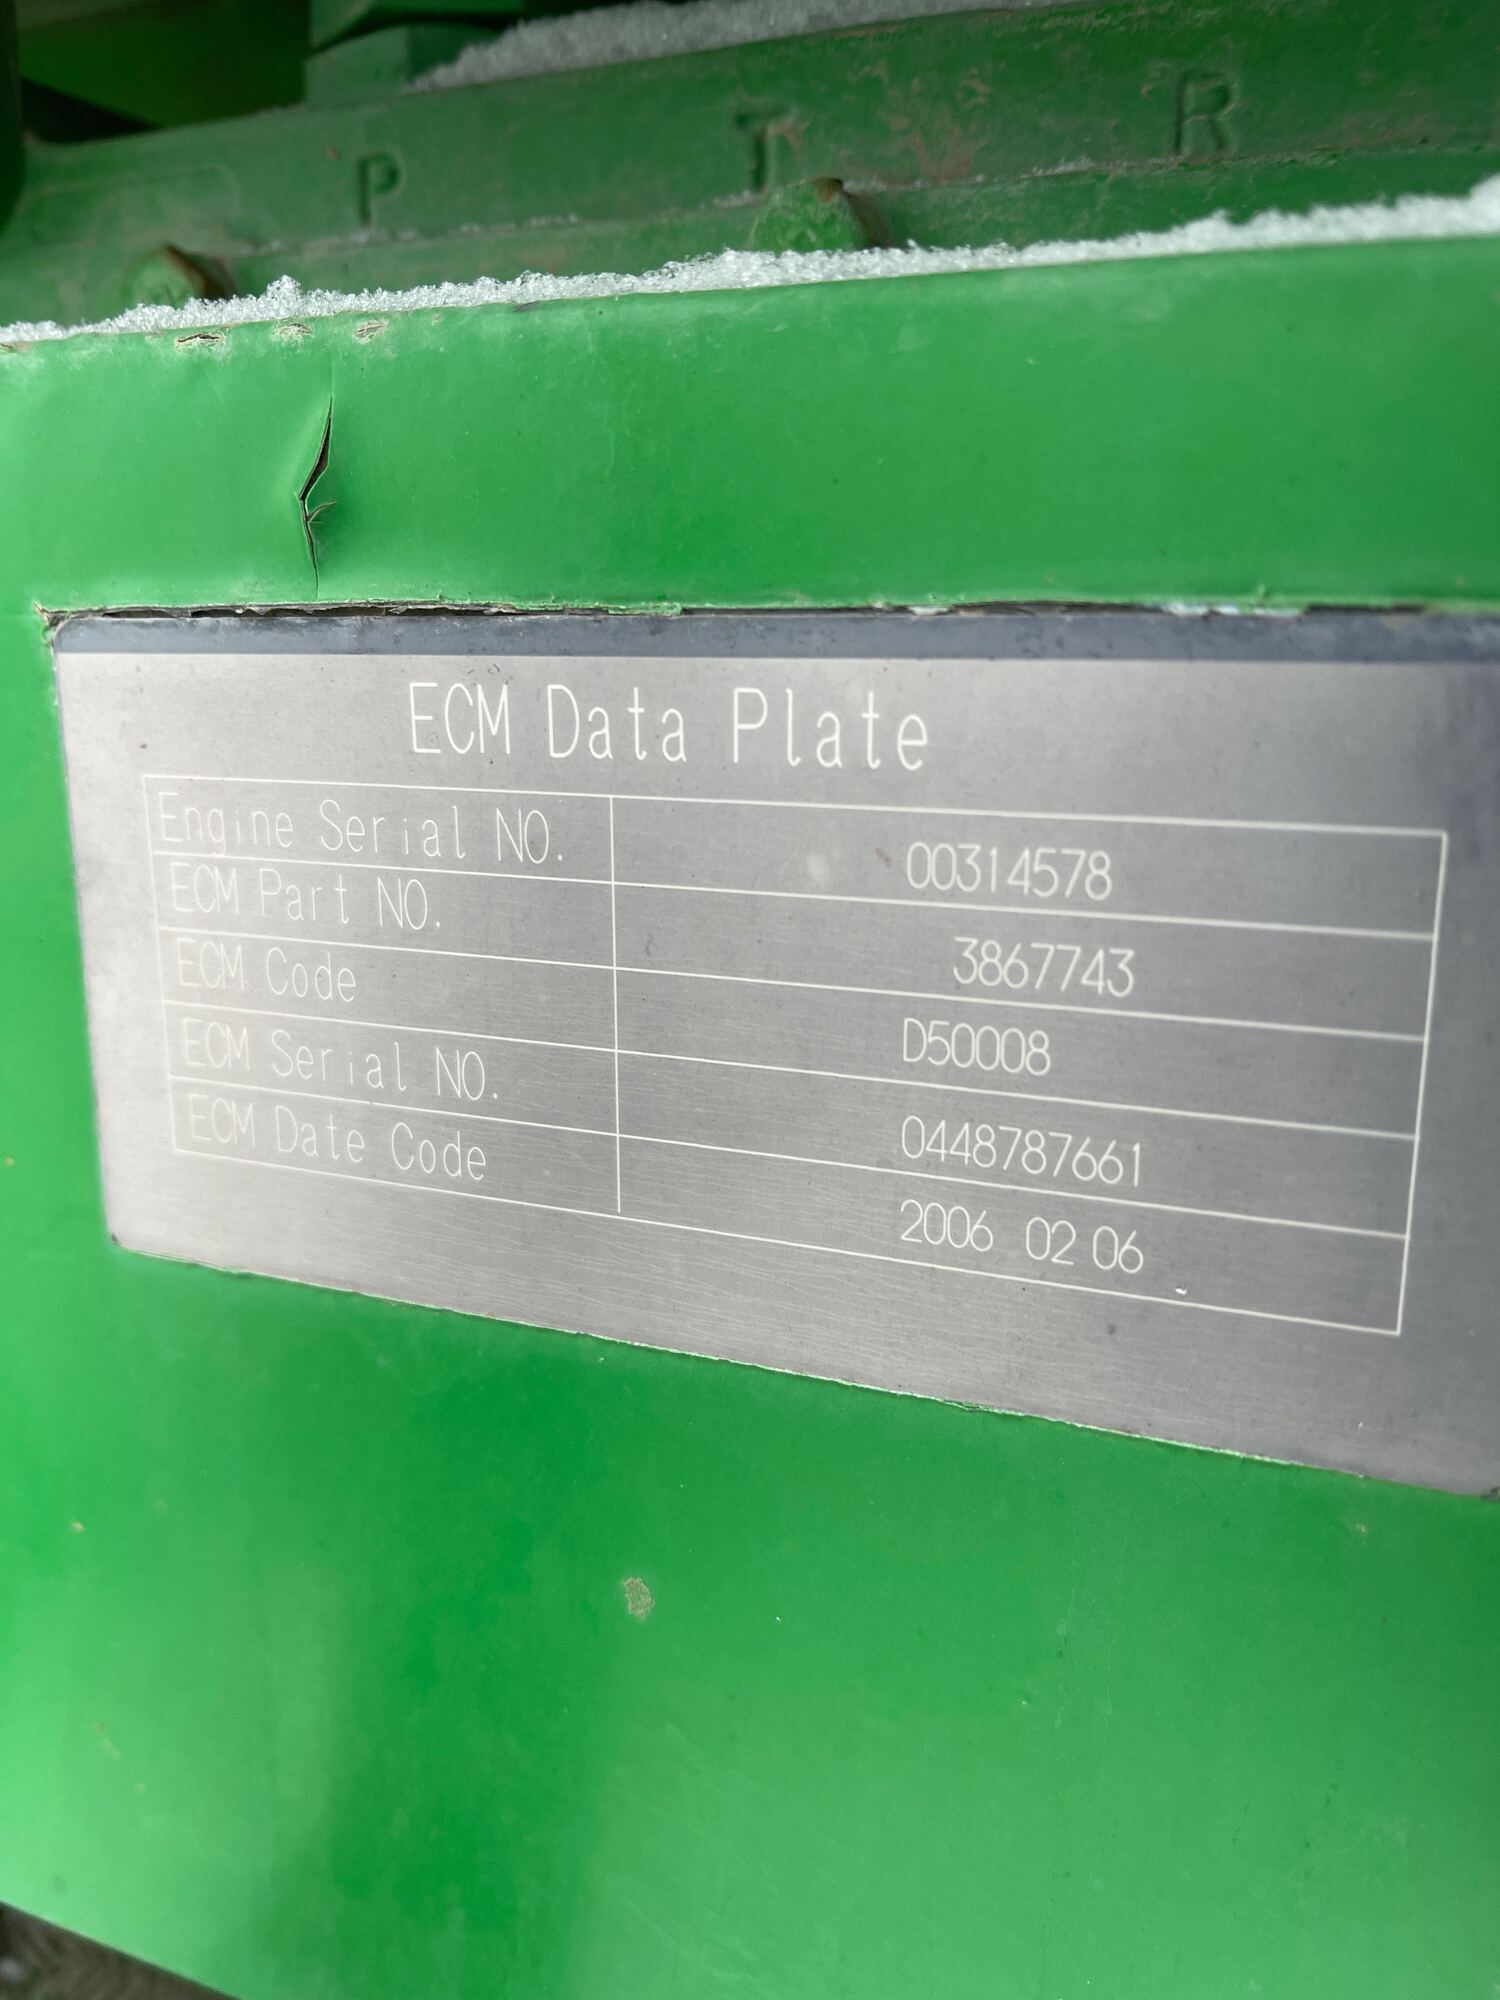 P T R
ECM Data Plate
Engine Serial NO. 00314578
ECM Part NO. 3867743
ECM Code D50008
ECM Serial NO. 0448787661
ECM Date Code 2006 02 06